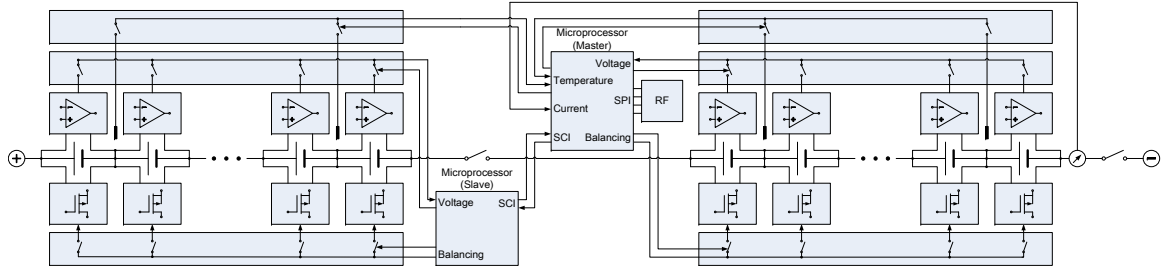 Microprocessor
(Master)
Voltage
Temperature
Current
SPI
RF
SCI
Balancing
Microprocessor
(Slave)
Voltage
SCI
Balancing